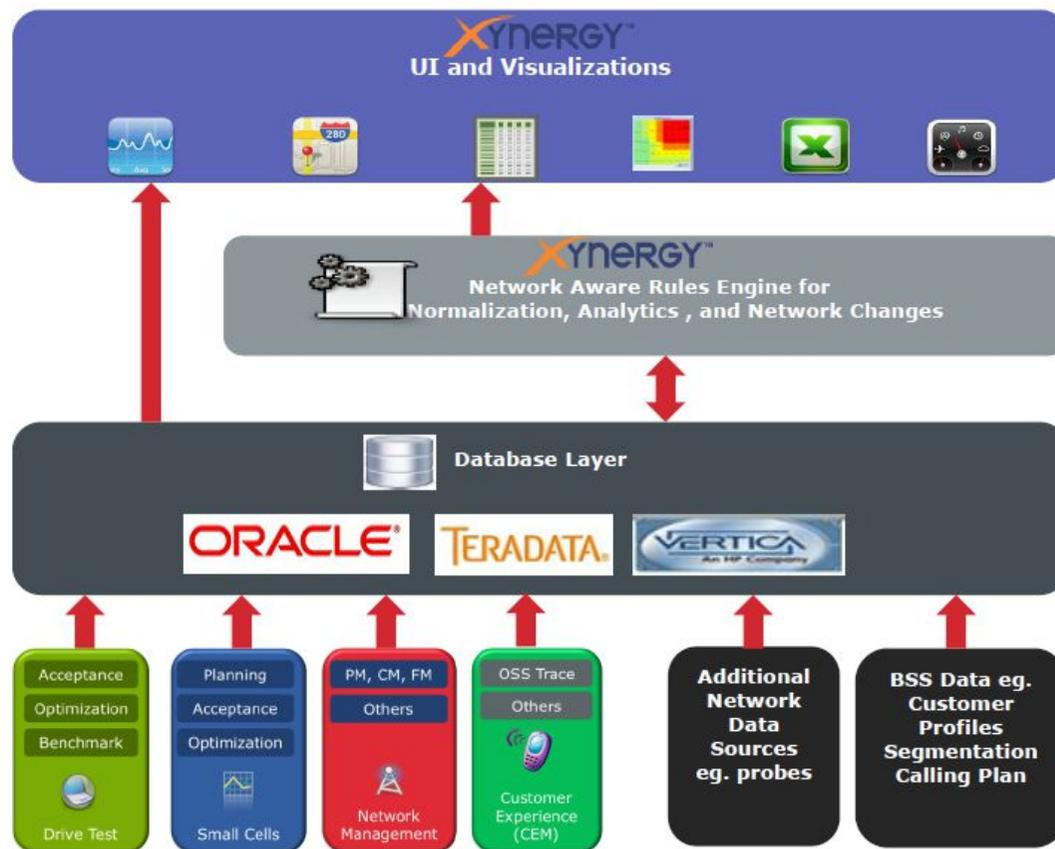 XYNERGY™
UI and Visualizations
280
Aug
XYNERGY™
Network Aware Rules Engine for
Normalization, Analytics , and Network Changes
Database Layer
ORACLE®
TERADATA®
VERTICA
An HP Company
Acceptance
Optimization
Benchmark
Drive Test
Planning
Acceptance
Optimization
Small Cells
PM, CM, FM
Others
Network
Management
OSS Trace
Others
Customer
Experience
(CEM)
Additional
Network
Data
Sources
eg. probes
BSS Data eg.
Customer
Profiles
Segmentation
Calling Plan